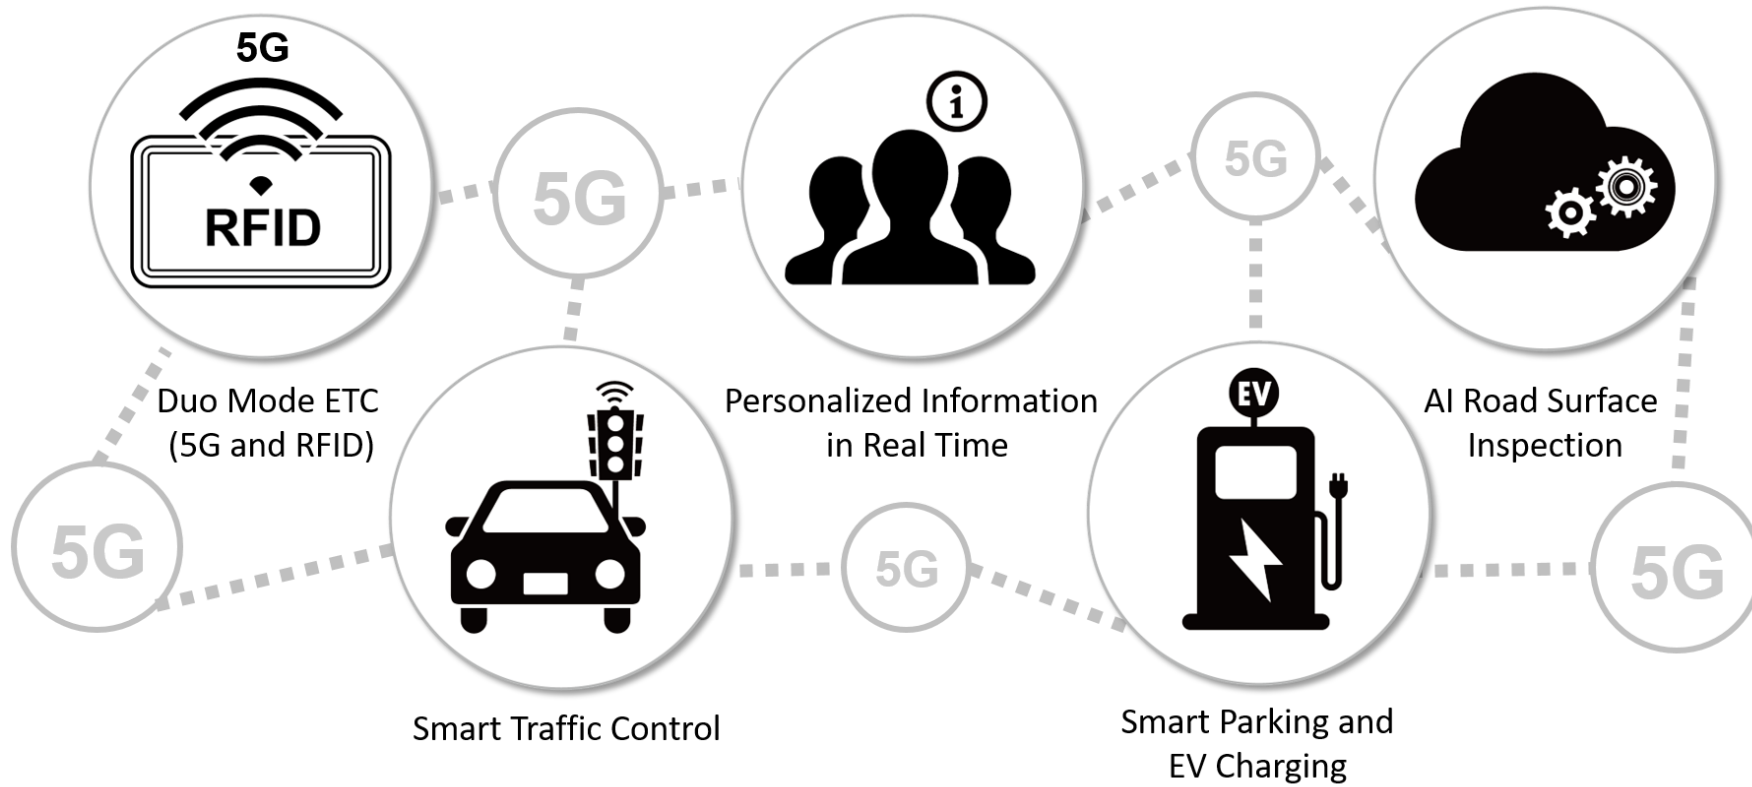 5G
RFID
Duo Mode ETC
(5G and RFID)
5G
i
Personalized Information
in Real Time
5G
AI Road Surface
Inspection
5G
Smart Traffic Control
5G
EV
Smart Parking and
EV Charging
5G